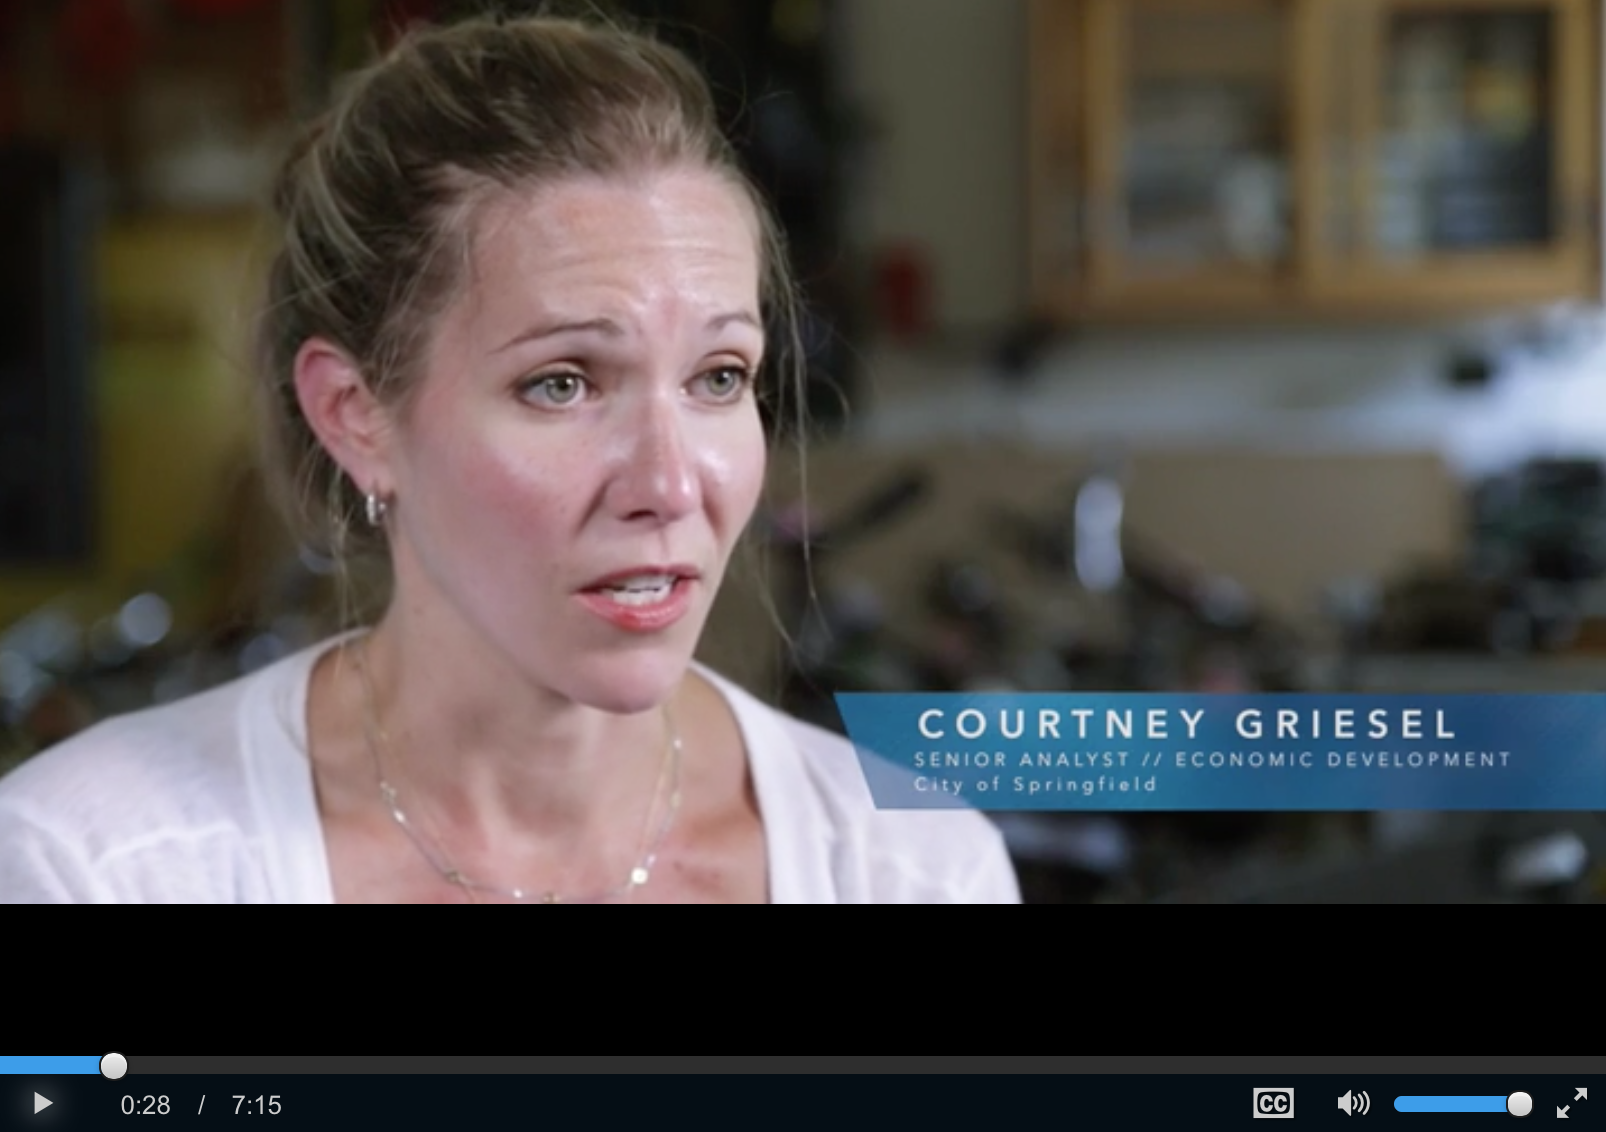 COURTNEY GRIESEL
SENIOR ANALYST // ECONOMIC DEVELOPMENT
City of Springfield
0:28 / 7:15
CC